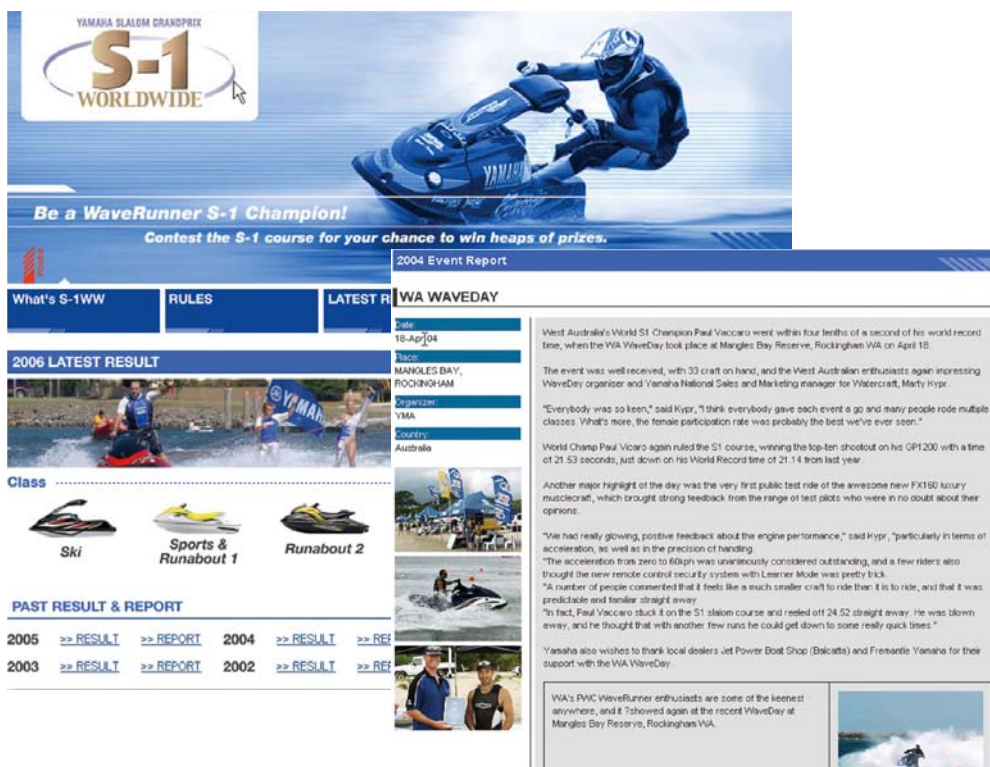 YAMAHA SLALOM GRANDPRIX
S-1
WORLDWIDE
YAMAHA
Be a WaveRunner S-1 Champion!
Contest the S-1 course for your chance to win heaps of prizes.
What's S-1WW
RULES
LATEST R
2006 LATEST RESULT
YAMAH
Class
Ski
Sports &
Runabout 1
Runabout 2
PAST RESULT & REPORT
2005 >> RESULT >> REPORT 2004 >> RESULT >> REF
2003 >> RESULT >> REPORT 2002 >> RESULT >> REF
2004 Event Report
WA WAVEDAY
Date:
18-Apr-04
Place:
MANGLES BAY,
ROCKINGHAM
Organizer:
YMA
Country:
Australia
West Australia's World S1 Champion Paul Vaccaro went within four tenths of a second of his world record
time, when the WA WaveDay took place at Mangles Bay Reserve, Rockingham WA on April 18.
The event was well received, with 33 craft on hand, and the West Australian enthusiasts again impressing
WaveDay organiser and Yamaha National Sales and Marketing manager for Watercraft, Marty Kypr.
"Everybody was so keen," said Kypr, "I think everybody gave each event a go and many people rode multiple
classes. What's more, the female participation rate was probably the best we've ever seen."
World Champ Paul Vicaro again ruled the S1 course, winning the top-ten shootout on his GP1200 with a time
of 21.53 seconds, just down on his World Record time of 21.14 from last year.
Another major highlight of the day was the very first public test ride of the awesome new FX160 luxury
musclecraft, which brought strong feedback from the range of test pilots who were in no doubt about their
opinions.
"We had really glowing, positive feedback about the engine performance," said Kypr, "particularly in terms of
acceleration, as well as in the precision of handling.
"The acceleration from zero to 60kph was unanimously considered outstanding, and a few riders also
thought the new remote control security system with Learner Mode was pretty trick.
"A number of people commented that it feels like a much smaller craft to ride than it is to ride, and that it was
predictable and familiar straight away.
"In fact, Paul Vaccaro stuck it on the S1 slalom course and reeled off 24.52 straight away. He was blown
away, and he thought that with another few runs he could get down to some really quick times."
Yamaha also wishes to thank local dealers Jet Power Boat Shop (Balcatta) and Fremantle Yamaha for their
support with the WA WaveDay.
WA's PWC WaveRunner enthusiasts are some of the keenest
anywhere, and it ?showed again at the recent WaveDay at
Mangles Bay Reserve, Rockingham WA.